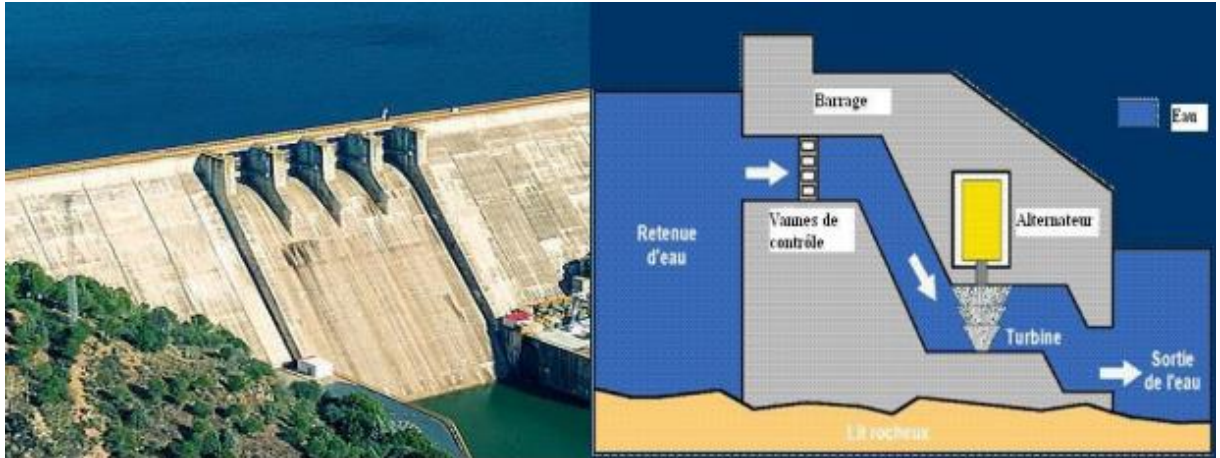 Barrage
Eau
Vannes de
contrôle
Alternateur
Retenue
d'eau
Turbine
Sortie
de l'eau
Lit rocheux